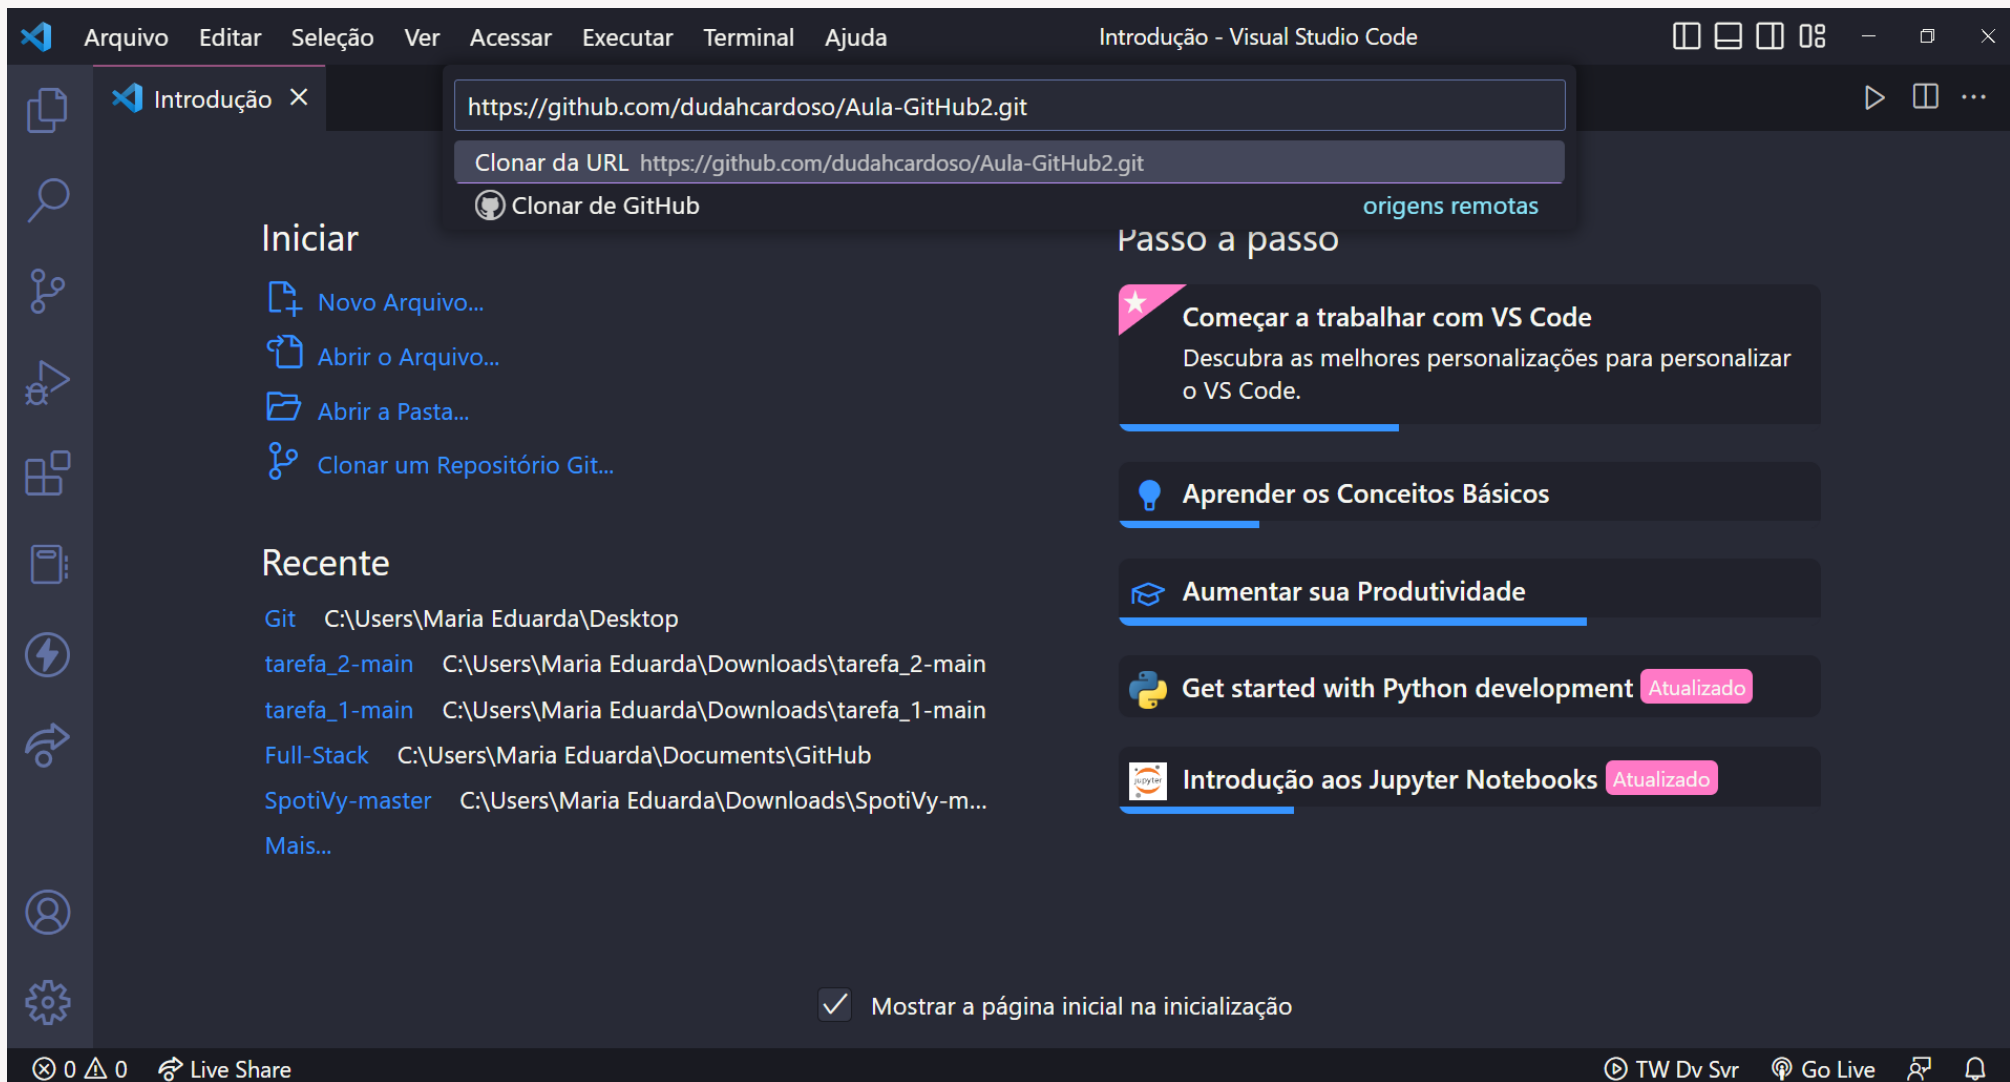 Arquivo Editar Seleção Ver Acessar Executar Terminal Ajuda
Introdução - Visual Studio Code
Introdução
https://github.com/dudahcardoso/Aula-GitHub2.git
Clonar da URL https://github.com/dudahcardoso/Aula-GitHub2.git
Clonar de GitHub origens remotas
Iniciar
Novo Arquivo...
Abrir o Arquivo...
Abrir a Pasta...
Clonar um Repositório Git...
Recente
Git C:\Users\Maria Eduarda\Desktop
tarefa_2-main C:\Users\Maria Eduarda\Downloads\tarefa_2-main
tarefa_1-main C:\Users\Maria Eduarda\Downloads\tarefa_1-main
Full-Stack C:\Users\Maria Eduarda\Documents\GitHub
SpotiVy-master C:\Users\Maria Eduarda\Downloads\SpotiVy-m...
Mais...
Passo a passo
Começar a trabalhar com VS Code
Descubra as melhores personalizações para personalizar
o VS Code.
Aprender os Conceitos Básicos
Aumentar sua Produtividade
Get started with Python development Atualizado
jupyter
Introdução aos Jupyter Notebooks Atualizado
Mostrar a página inicial na inicialização
0 0 Live Share
TW Dv Svr Go Live